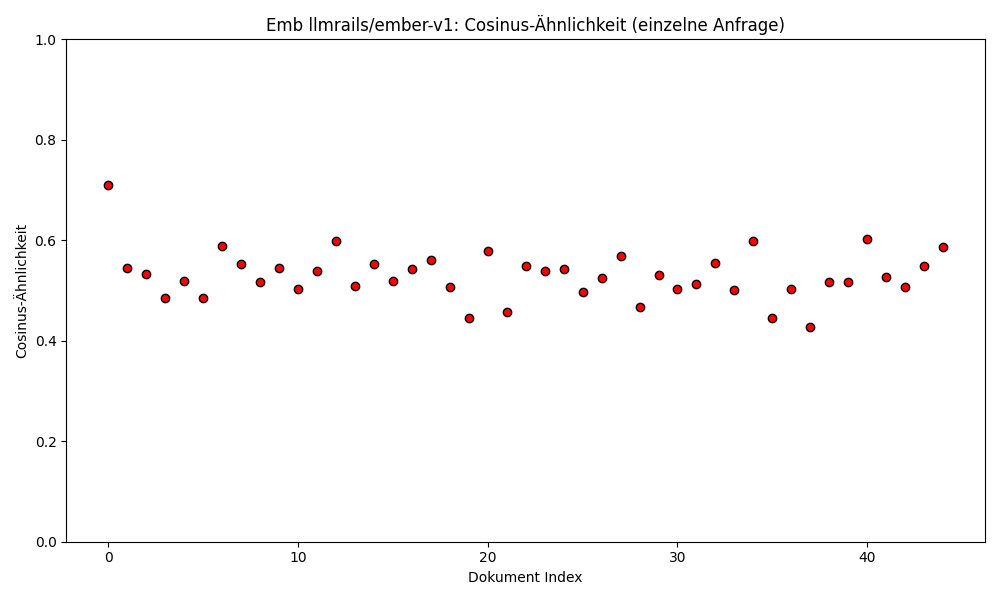 Emb llmrails/ember-v1: Cosinus-Ähnlichkeit (einzelne Anfrage)
Cosinus-Ähnlichkeit
1.0
0.8
0.6
0.4
0.2
0.0
0 10 20 30 40
Dokument Index